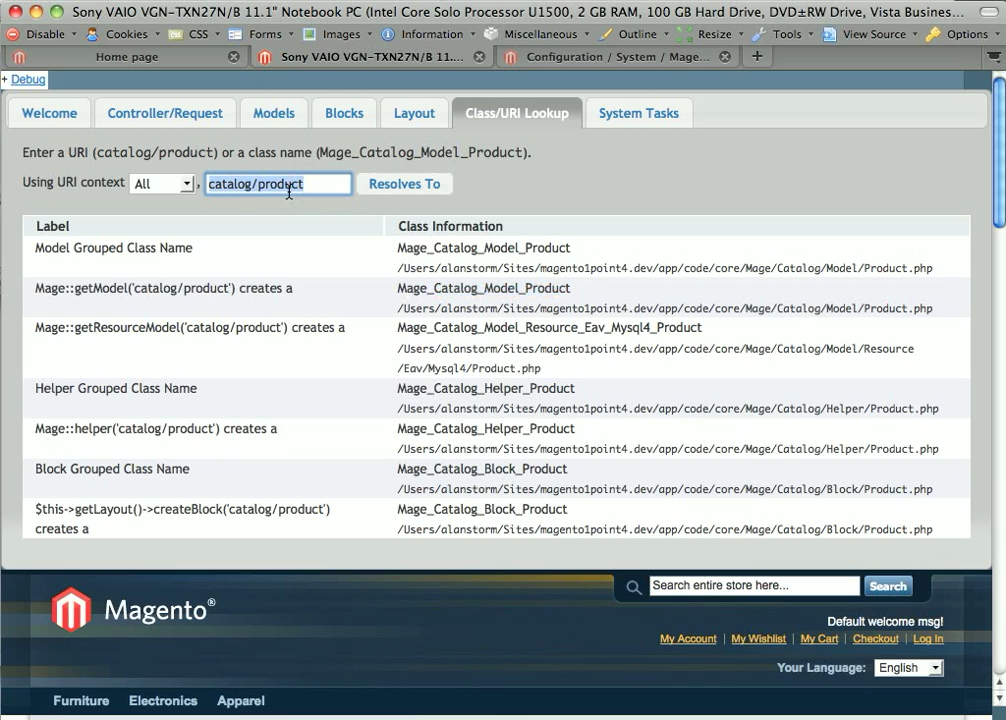 Sony VAIO VGN-TXN27N/B 11.1" Notebook PC (Intel Core Solo Processor U1500, 2 GB RAM, 100 GB Hard Drive, DVD±RW Drive, Vista Busines...
Disable Cookies CSS Forms Images Information Miscellaneous Outline Resize Tools View Source Options
Home page Sony VAIO VGN-TXN27N/B 11.... Configuration / System / Mage... +
+ Debug
Welcome Controller/Request Models Blocks Layout Class/URI Lookup System Tasks
Enter a URI (catalog/product) or a class name (Mage_Catalog_Model_Product).
Using URI context All , catalog/product Resolves To
Label Class Information
Model Grouped Class Name Mage_Catalog_Model_Product
/Users/alanstorm/Sites/magento1point4.dev/app/code/core/Mage/Catalog/Model/Product.php
Mage::getModel('catalog/product') creates a Mage_Catalog_Model_Product
/Users/alanstorm/Sites/magento1point4.dev/app/code/core/Mage/Catalog/Model/Product.php
Mage::getResourceModel('catalog/product') creates a Mage_Catalog_Model_Resource_Eav_Mysql4_Product
/Users/alanstorm/Sites/magento1point4.dev/app/code/core/Mage/Catalog/Model/Resource
/Eav/Mysql4/Product.php
Helper Grouped Class Name Mage_Catalog_Helper_Product
/Users/alanstorm/Sites/magento1point4.dev/app/code/core/Mage/Catalog/Helper/Product.php
Mage::helper('catalog/product') creates a Mage_Catalog_Helper_Product
/Users/alanstorm/Sites/magento1point4.dev/app/code/core/Mage/Catalog/Helper/Product.php
Block Grouped Class Name Mage_Catalog_Block_Product
/Users/alanstorm/Sites/magento1point4.dev/app/code/core/Mage/Catalog/Block/Product.php
$this->getLayout()->createBlock('catalog/product') Mage_Catalog_Block_Product
creates a /Users/alanstorm/Sites/magento1point4.dev/app/code/core/Mage/Catalog/Block/Product.php
Search entire store here... Search
Magento®
Default welcome msg!
My Account My Wishlist My Cart Checkout Log In
Your Language: English
Furniture Electronics Apparel